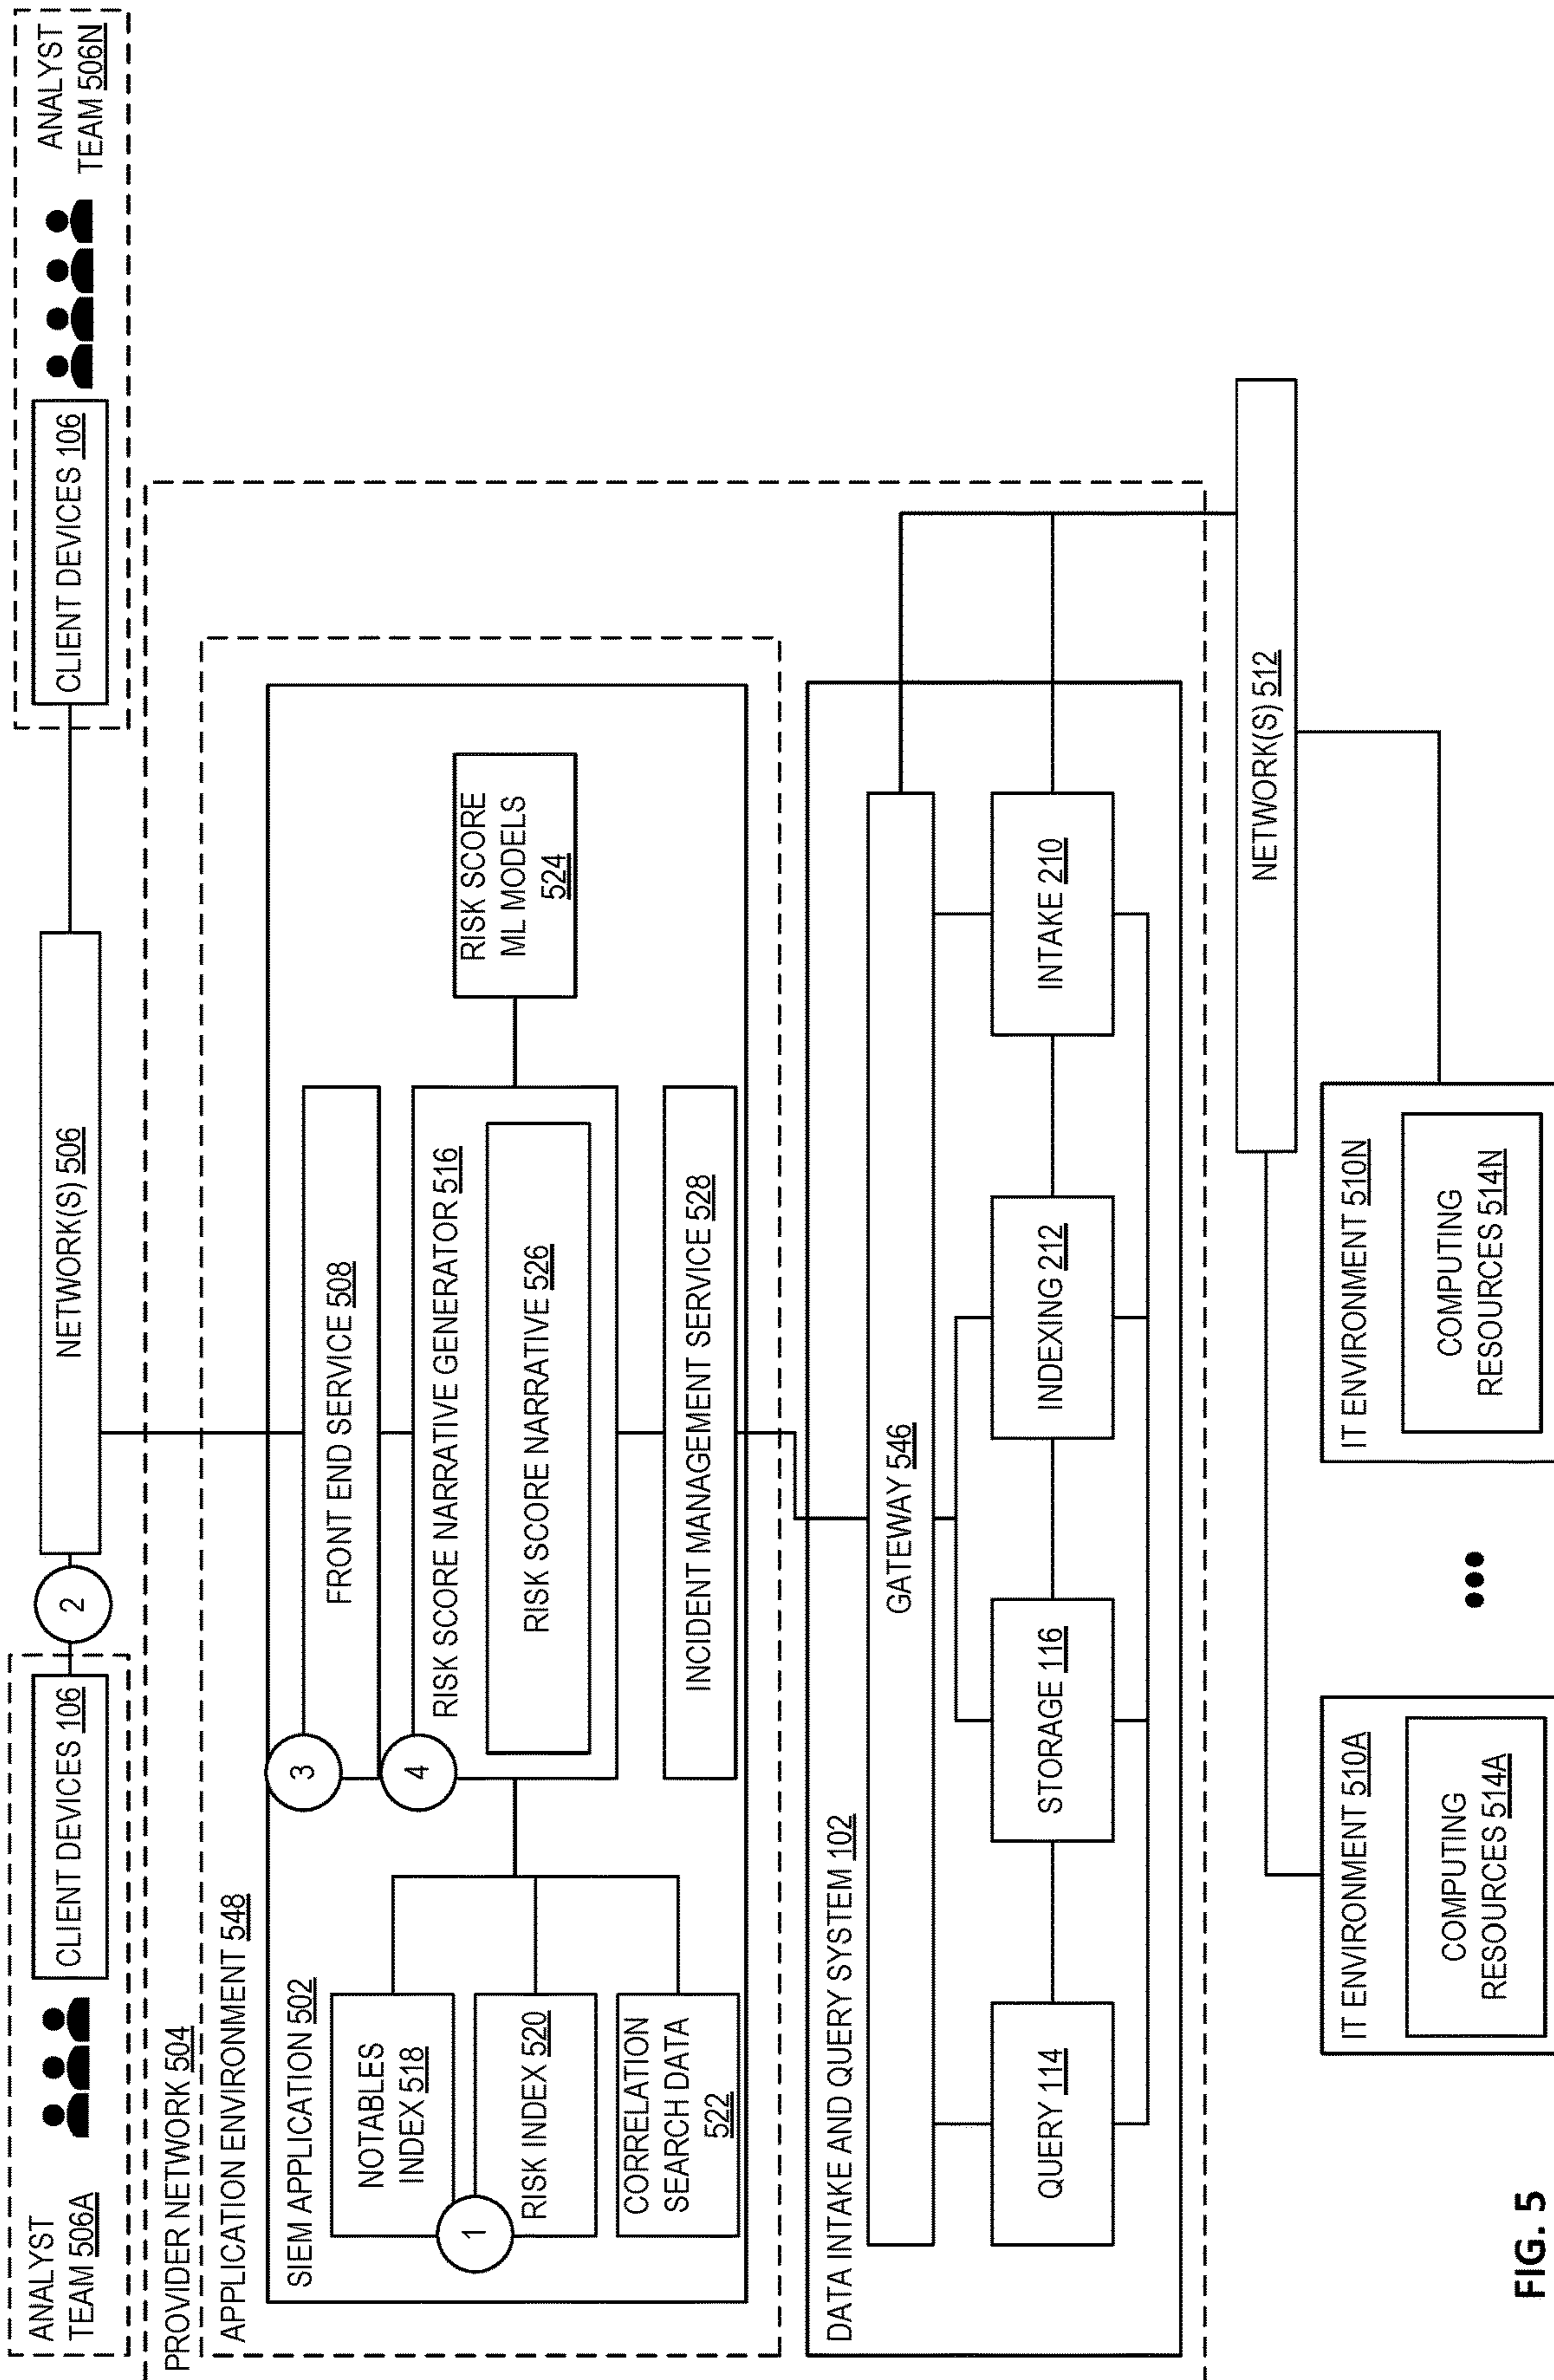 ANALYST
TEAM 506A
CLIENT DEVICES 106
2
NETWORK(S) 506
CLIENT DEVICES 106
ANALYST
TEAM 506N
PROVIDER NETWORK 504
APPLICATION ENVIRONMENT 548
SIEM APPLICATION 502
NOTABLES
INDEX 518
1
RISK INDEX 520
CORRELATION
SEARCH DATA
522
3
FRONT END SERVICE 508
4
RISK SCORE NARRATIVE GENERATOR 516
RISK SCORE NARRATIVE 526
INCIDENT MANAGEMENT SERVICE 528
RISK SCORE
ML MODELS
524
DATA INTAKE AND QUERY SYSTEM 102
GATEWAY 546
QUERY 114
STORAGE 116
INDEXING 212
INTAKE 210
NETWORK(S) 512
IT ENVIRONMENT 510A
COMPUTING
RESOURCES 514A
•••
IT ENVIRONMENT 510N
COMPUTING
RESOURCES 514N
FIG. 5